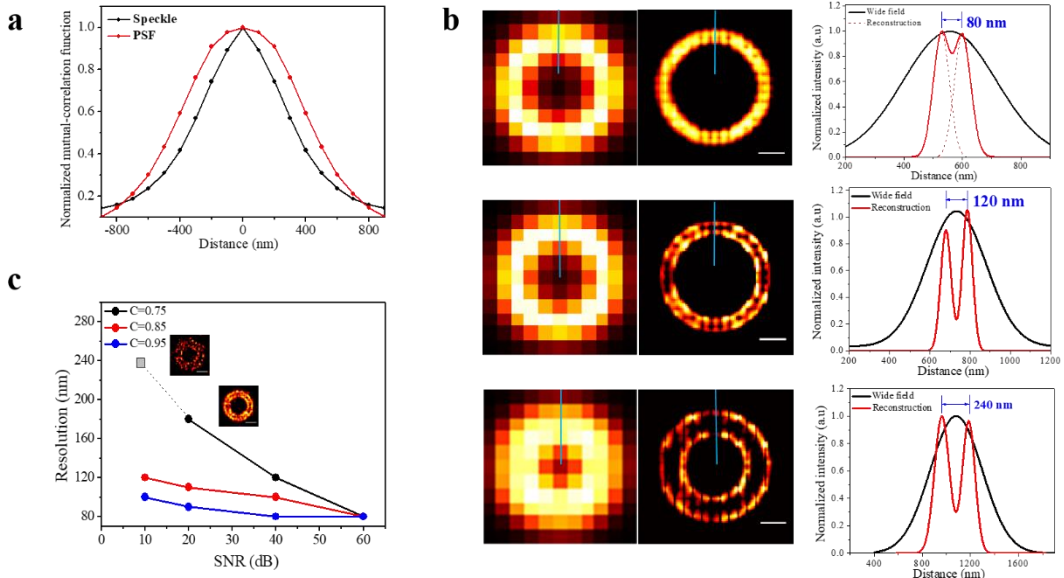 a
Speckle
PSF
Normalized mutual-correlation function
1.0
0.8
0.6
0.4
0.2
-800 -400 0 400 800
Distance (nm)
b
Wide field
Reconstruction
80 nm
Normalized intensity (a.u)
1.2
1.0
0.8
0.6
0.4
0.2
0.0
200 400 600 800
Distance (nm)
Wide field
Reconstruction
120 nm
Normalized intensity (a.u)
1.2
1.0
0.8
0.6
0.4
0.2
0.0
200 400 600 800 1000 1200
Distance (nm)
Wide field
Reconstruction
240 nm
Normalized intensity (a.u)
1.2
1.0
0.8
0.6
0.4
0.2
0.0
400 800 1200 1600
Distance (nm)
c
C=0.75
C=0.85
C=0.95
Resolution (nm)
280
240
200
160
120
80
0 10 20 30 40 50 60
SNR (dB)